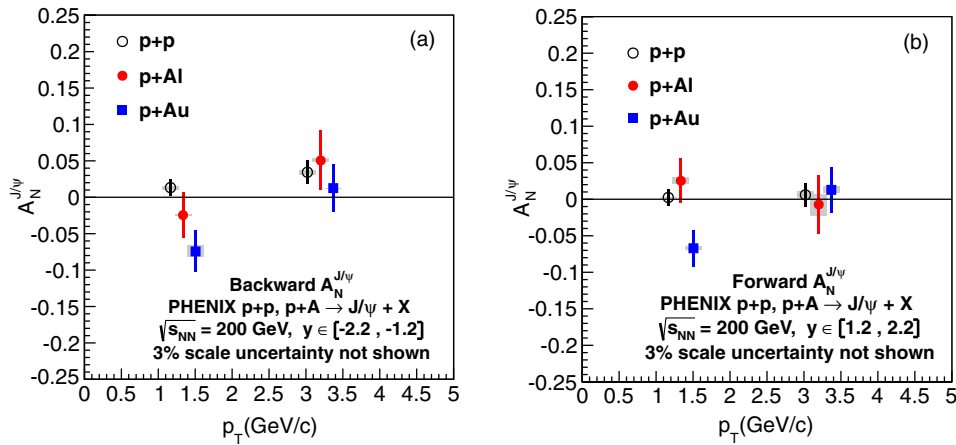 0.25
0.2
0.15
0.1
0.05
0
-0.05
-0.1
-0.15
-0.2
-0.25
A_N^{J/ψ}
(a)
p+p
p+Al
p+Au
Backward A_N^{J/ψ}
PHENIX p+p, p+A → J/ψ + X
√s_{NN} = 200 GeV, y ∈ [-2.2 , -1.2]
3% scale uncertainty not shown
0 0.5 1 1.5 2 2.5 3 3.5 4 4.5 5
p_T(GeV/c)
0.25
0.2
0.15
0.1
0.05
0
-0.05
-0.1
-0.15
-0.2
-0.25
A_N^{J/ψ}
(b)
p+p
p+Al
p+Au
Forward A_N^{J/ψ}
PHENIX p+p, p+A → J/ψ + X
√s_{NN} = 200 GeV, y ∈ [1.2 , 2.2]
3% scale uncertainty not shown
0 0.5 1 1.5 2 2.5 3 3.5 4 4.5 5
p_T(GeV/c)